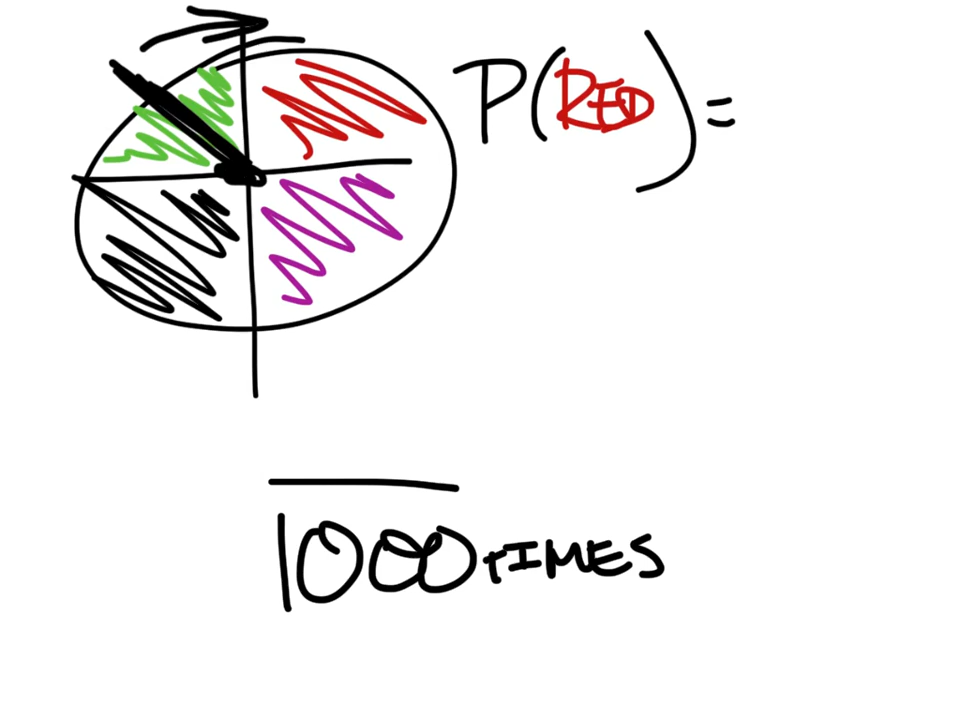 P(RED) =
1000 TIMES